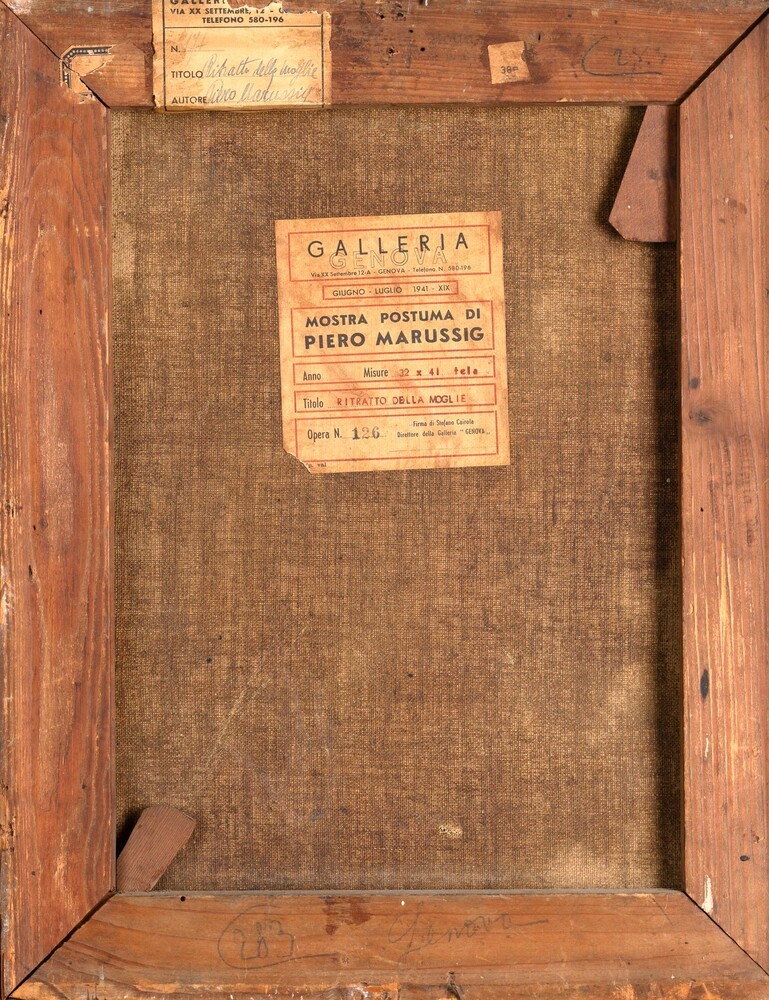 GALLERIA
VIA XX SETTEMBRE, 12 -
TELEFONO 580-196
N.
TITOLO Ritratto della moglie
AUTORE Piero Marussig
38=
GALLERIA
GENOVA
Via XX Settembre 12-A - GENOVA - Telefono N. 580-196
GIUGNO - LUGLIO 1941 - XIX
MOSTRA POSTUMA DI
PIERO MARUSSIG
Anno Misure 32 x 41 tela
Titolo RITRATTO DELLA MOGLIE
Opera N. 126
Firma di Stefano Cairola
Direttore della Galleria "GENOVA"
283 Genova